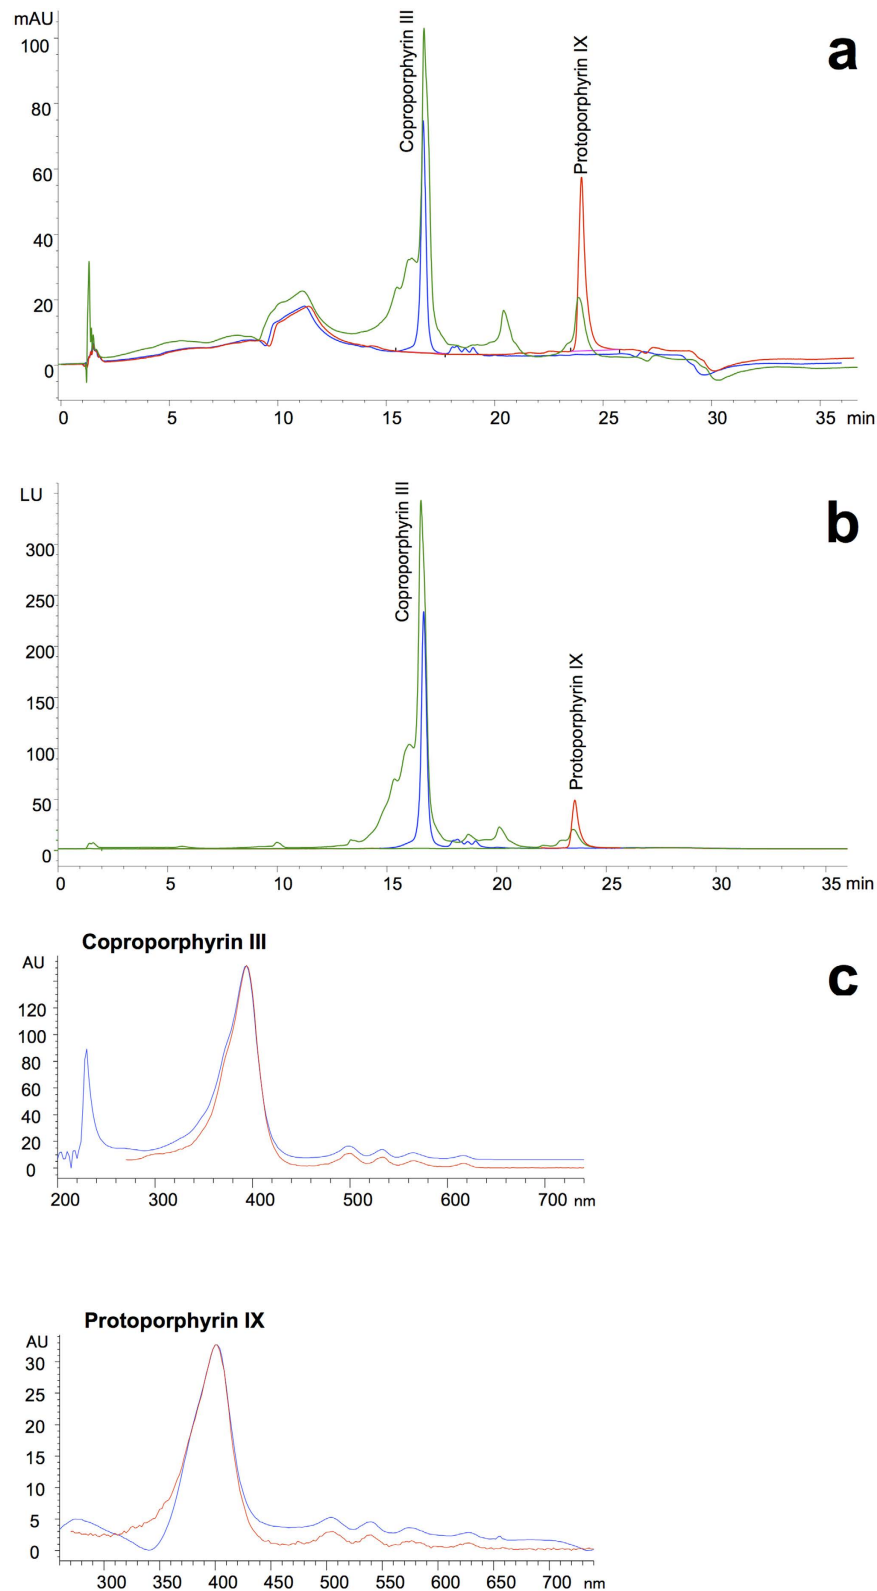 mAU
a
Coproporphyrin III
Protoporphyrin IX
100
80
60
40
20
0
0 5 10 15 20 25 30 35 min
LU
b
Coproporphyrin III
Protoporphyrin IX
300
250
200
150
100
50
0
0 5 10 15 20 25 30 35 min
Coproporphyrin III
c
AU
120
100
80
60
40
20
0
200 300 400 500 600 700 nm
Protoporphyrin IX
AU
30
25
20
15
10
5
0
300 350 400 450 500 550 600 650 700 nm